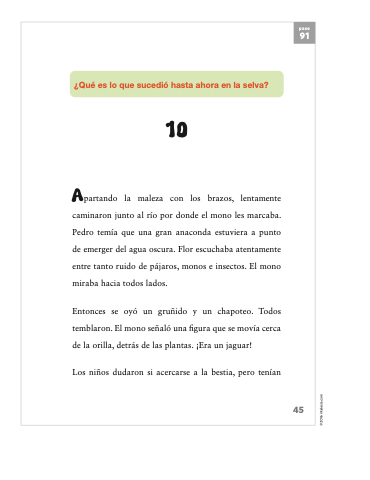 PASO
91
¿Qué es lo que sucedió hasta ahora en la selva?
10
Apartando la maleza con los brazos, lentamente
caminaron junto al río por donde el mono les marcaba.
Pedro temía que una gran anaconda estuviera a punto
de emerger del agua oscura. Flor escuchaba atentamente
entre tanto ruido de pájaros, monos e insectos. El mono
miraba hacia todos lados.
Entonces se oyó un gruñido y un chapoteo. Todos
temblaron. El mono señaló una figura que se movía cerca
de la orilla, detrás de las plantas. ¡Era un jaguar!
Los niños dudaron si acercarse a la bestia, pero tenían
45